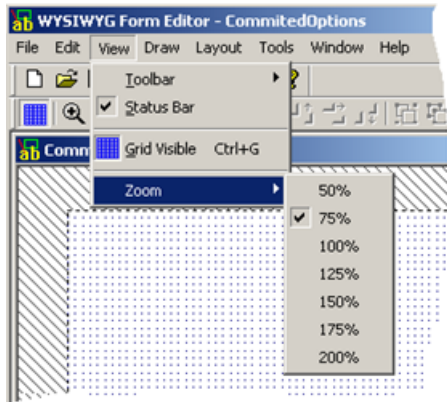 WYSIWYG Form Editor - CommitedOptions
File Edit View Draw Layout Tools Window Help
Toolbar
Status Bar
Comm
Grid Visible Ctrl+G
Zoom
50%
75%
100%
125%
150%
175%
200%